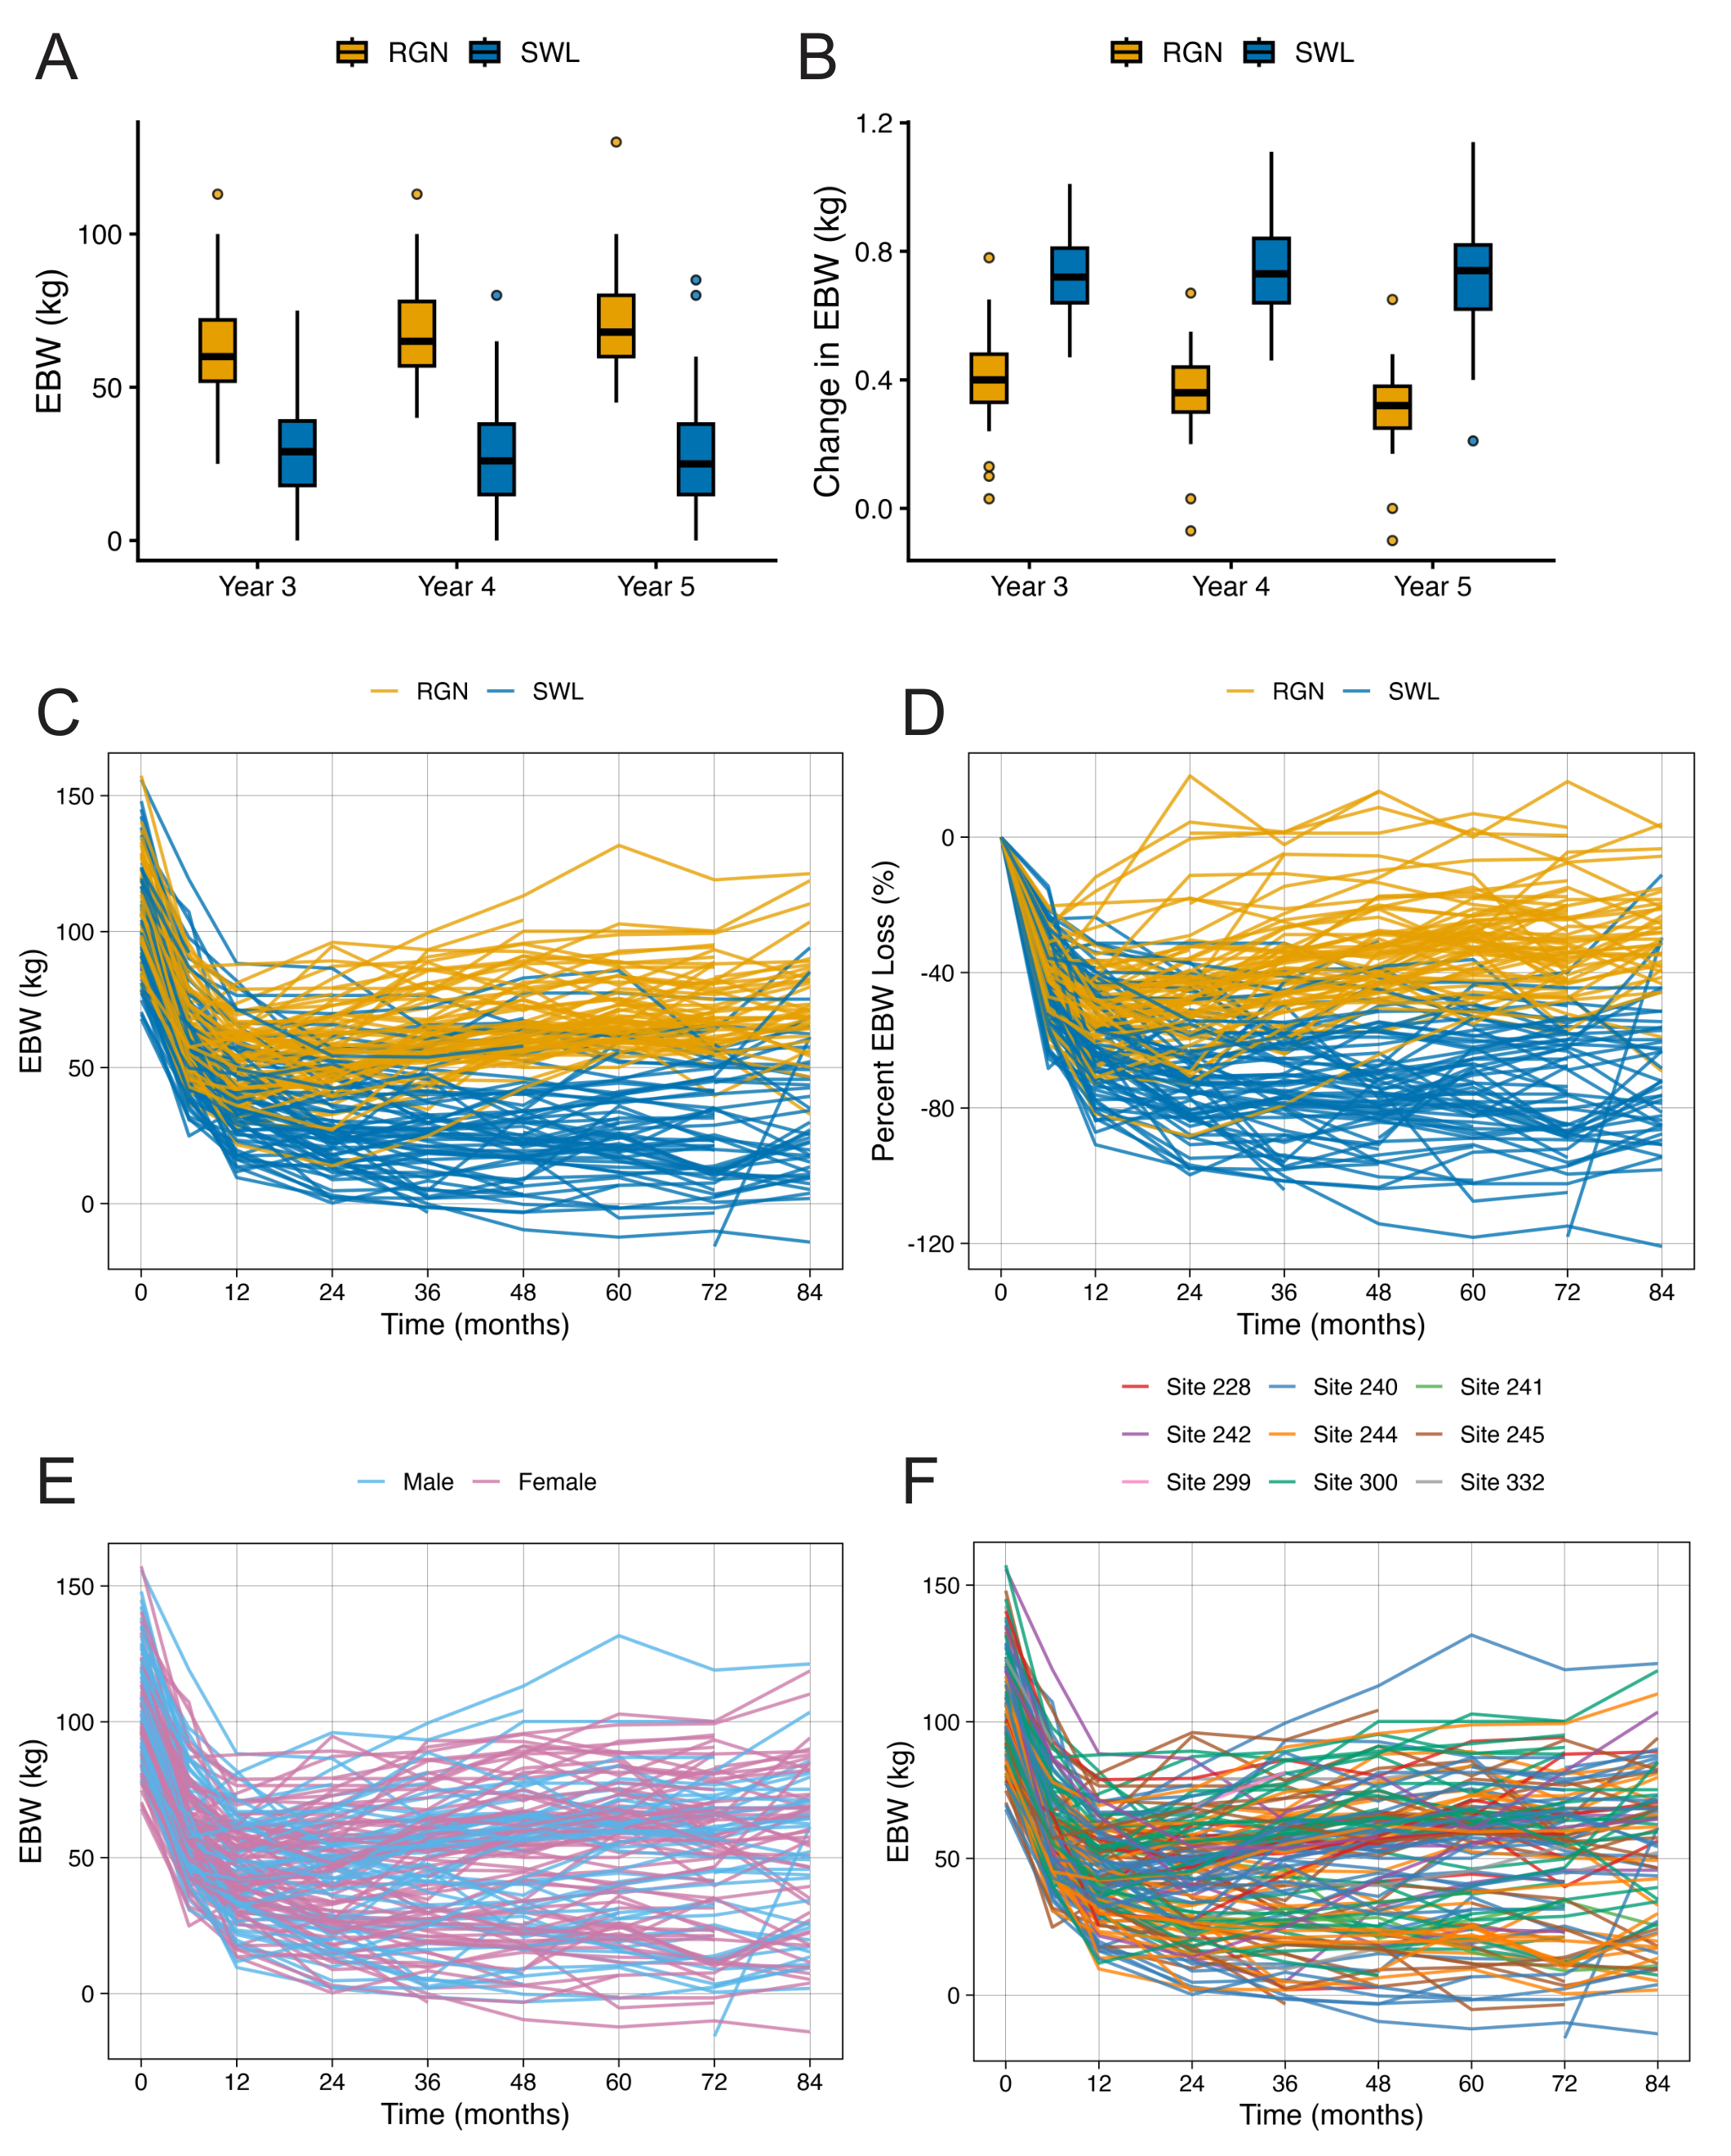 A
RGN SWL
EBW (kg)
100
50
0
Year 3 Year 4 Year 5
B
RGN SWL
Change in EBW (kg)
1.2
0.8
0.4
0.0
Year 3 Year 4 Year 5
C
RGN SWL
EBW (kg)
150
100
50
0
0 12 24 36 48 60 72 84
Time (months)
D
RGN SWL
Percent EBW Loss (%)
0
-40
-80
-120
0 12 24 36 48 60 72 84
Time (months)
E
Male Female
EBW (kg)
150
100
50
0
0 12 24 36 48 60 72 84
Time (months)
F
Site 228 Site 240 Site 241
Site 242 Site 244 Site 245
Site 299 Site 300 Site 332
EBW (kg)
150
100
50
0
0 12 24 36 48 60 72 84
Time (months)